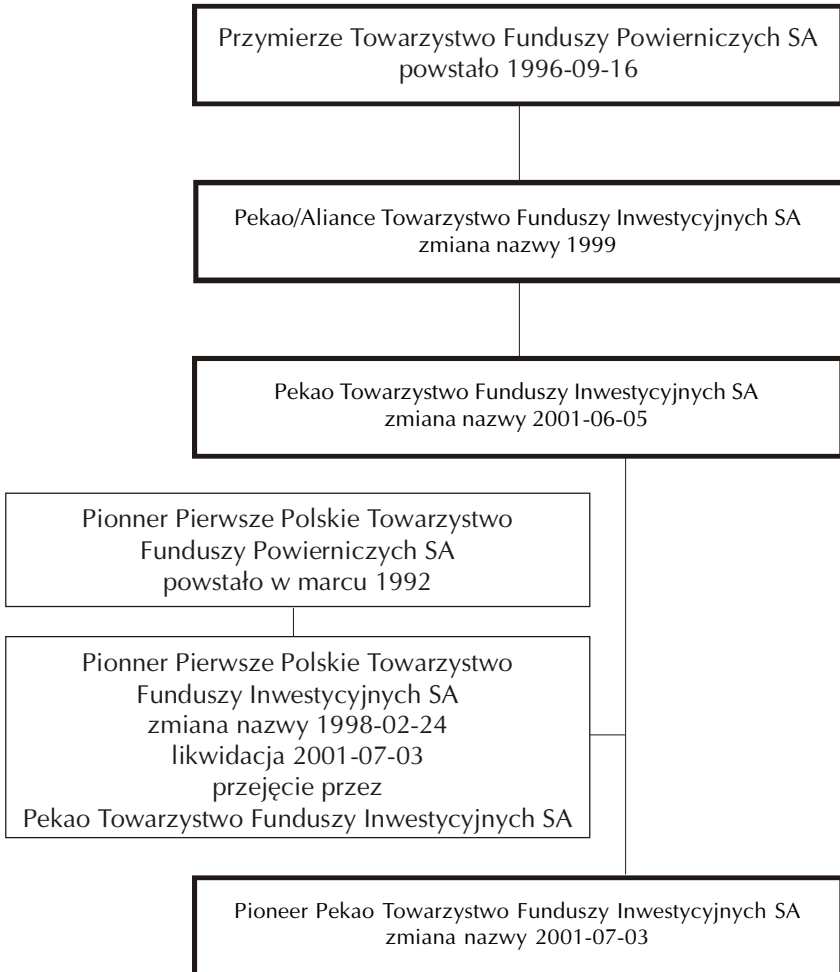 Przymierze Towarzystwo Funduszy Powierniczych SA
powstało 1996-09-16
Pekao/Aliance Towarzystwo Funduszy Inwestycyjnych SA
zmiana nazwy 1999
Pekao Towarzystwo Funduszy Inwestycyjnych SA
zmiana nazwy 2001-06-05
Pionner Pierwsze Polskie Towarzystwo
Funduszy Powierniczych SA
powstało w marcu 1992
Pionner Pierwsze Polskie Towarzystwo
Funduszy Inwestycyjnych SA
zmiana nazwy 1998-02-24
likwidacja 2001-07-03
przejęcie przez
Pekao Towarzystwo Funduszy Inwestycyjnych SA
Pioneer Pekao Towarzystwo Funduszy Inwestycyjnych SA
zmiana nazwy 2001-07-03